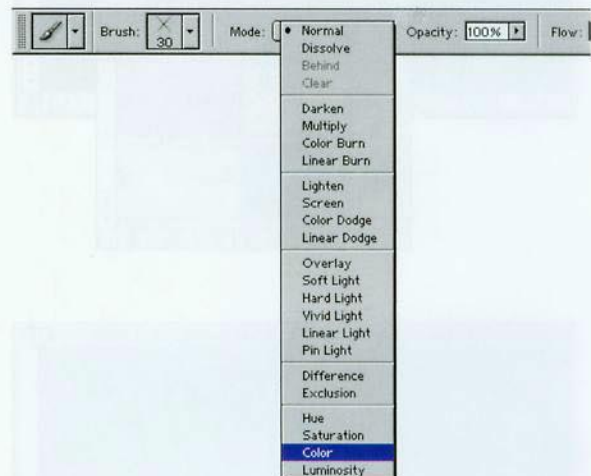 Brush: 30 Mode: Opacity: 100% Flow:
Normal
Dissolve
Behind
Clear
Darken
Multiply
Color Burn
Linear Burn
Lighten
Screen
Color Dodge
Linear Dodge
Overlay
Soft Light
Hard Light
Vivid Light
Linear Light
Pin Light
Difference
Exclusion
Hue
Saturation
Color
Luminosity